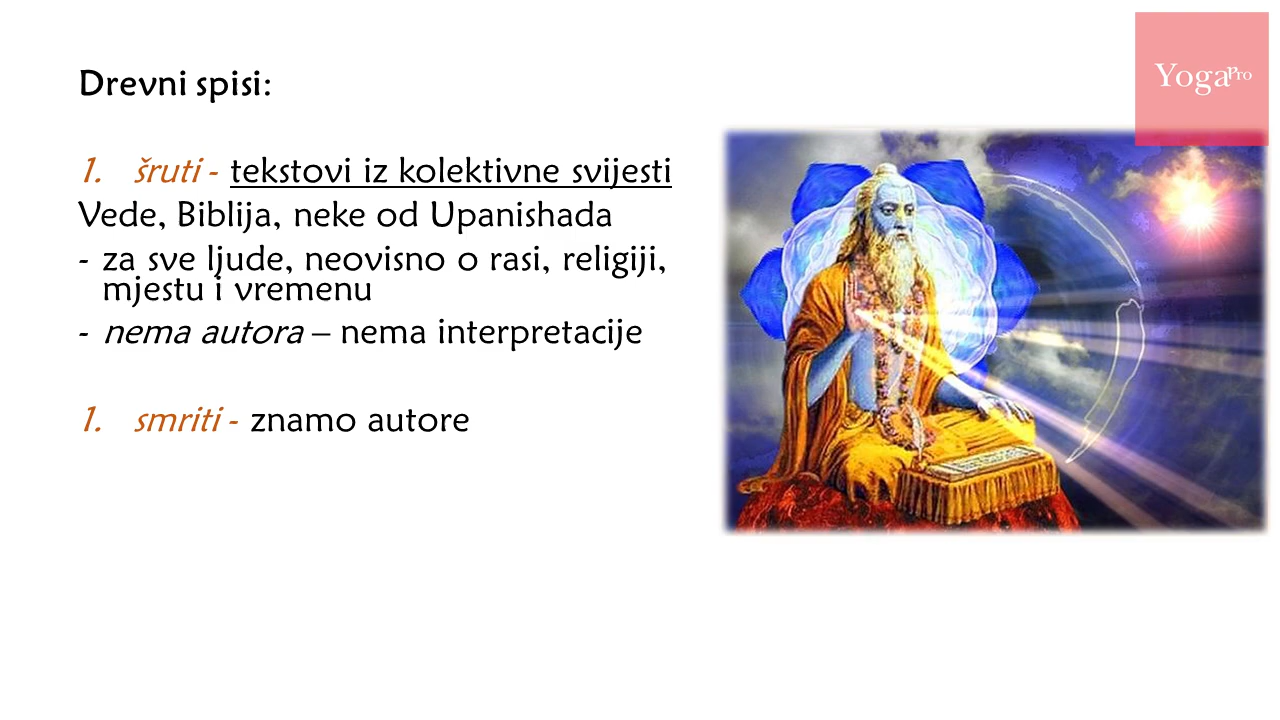 Drevni spisi:
1. šruti - tekstovi iz kolektivne svijesti
Vede, Biblija, neke od Upanishada
- za sve ljude, neovisno o rasi, religiji,
mjestu i vremenu
- nema autora – nema interpretacije
1. smriti - znamo autore
YogaPro